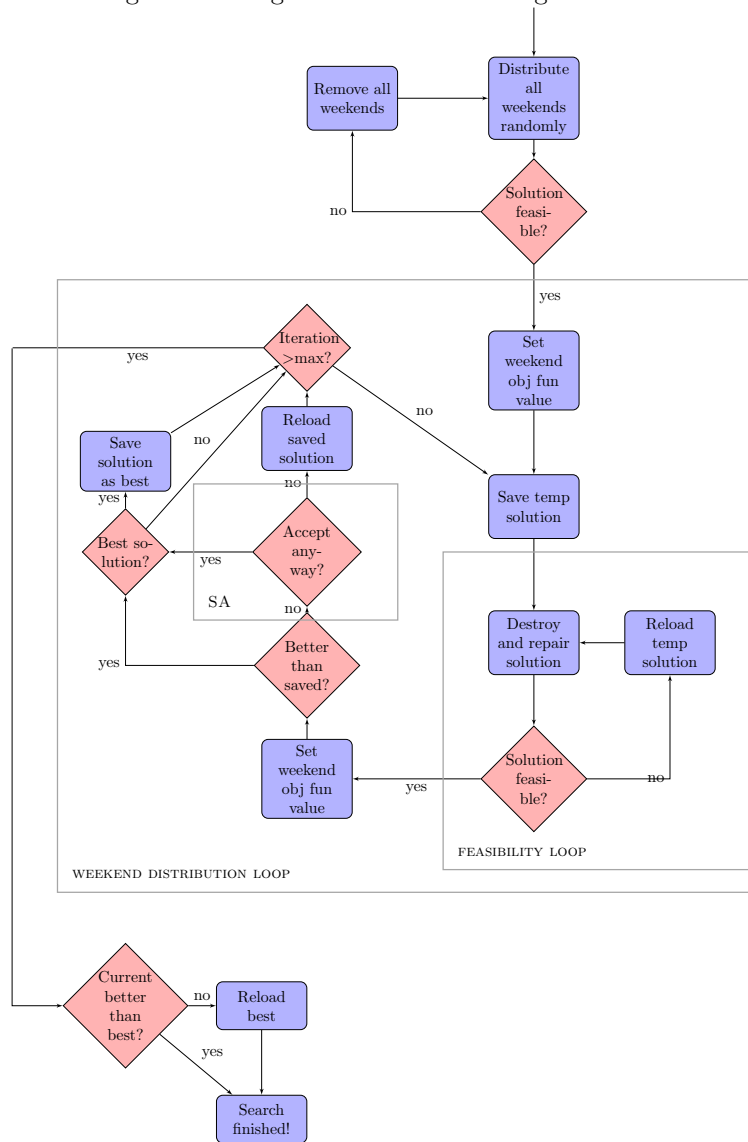 Distribute
all
weekends
randomly
Remove all
weekends
Solution
feasi-
ble?
no
yes
Set
weekend
obj fun
value
Iteration
>max?
yes
no
Reload
saved
solution
Save
solution
as best
no
Save temp
solution
no
yes
Accept
any-
way?
Best so-
lution?
yes
SA
no
Better
than
saved?
yes
Destroy
and repair
solution
Reload
temp
solution
Set
weekend
obj fun
value
Solution
feasi-
ble?
yes
no
FEASIBILITY LOOP
WEEKEND DISTRIBUTION LOOP
Current
better
than
best?
no
Reload
best
yes
Search
finished!